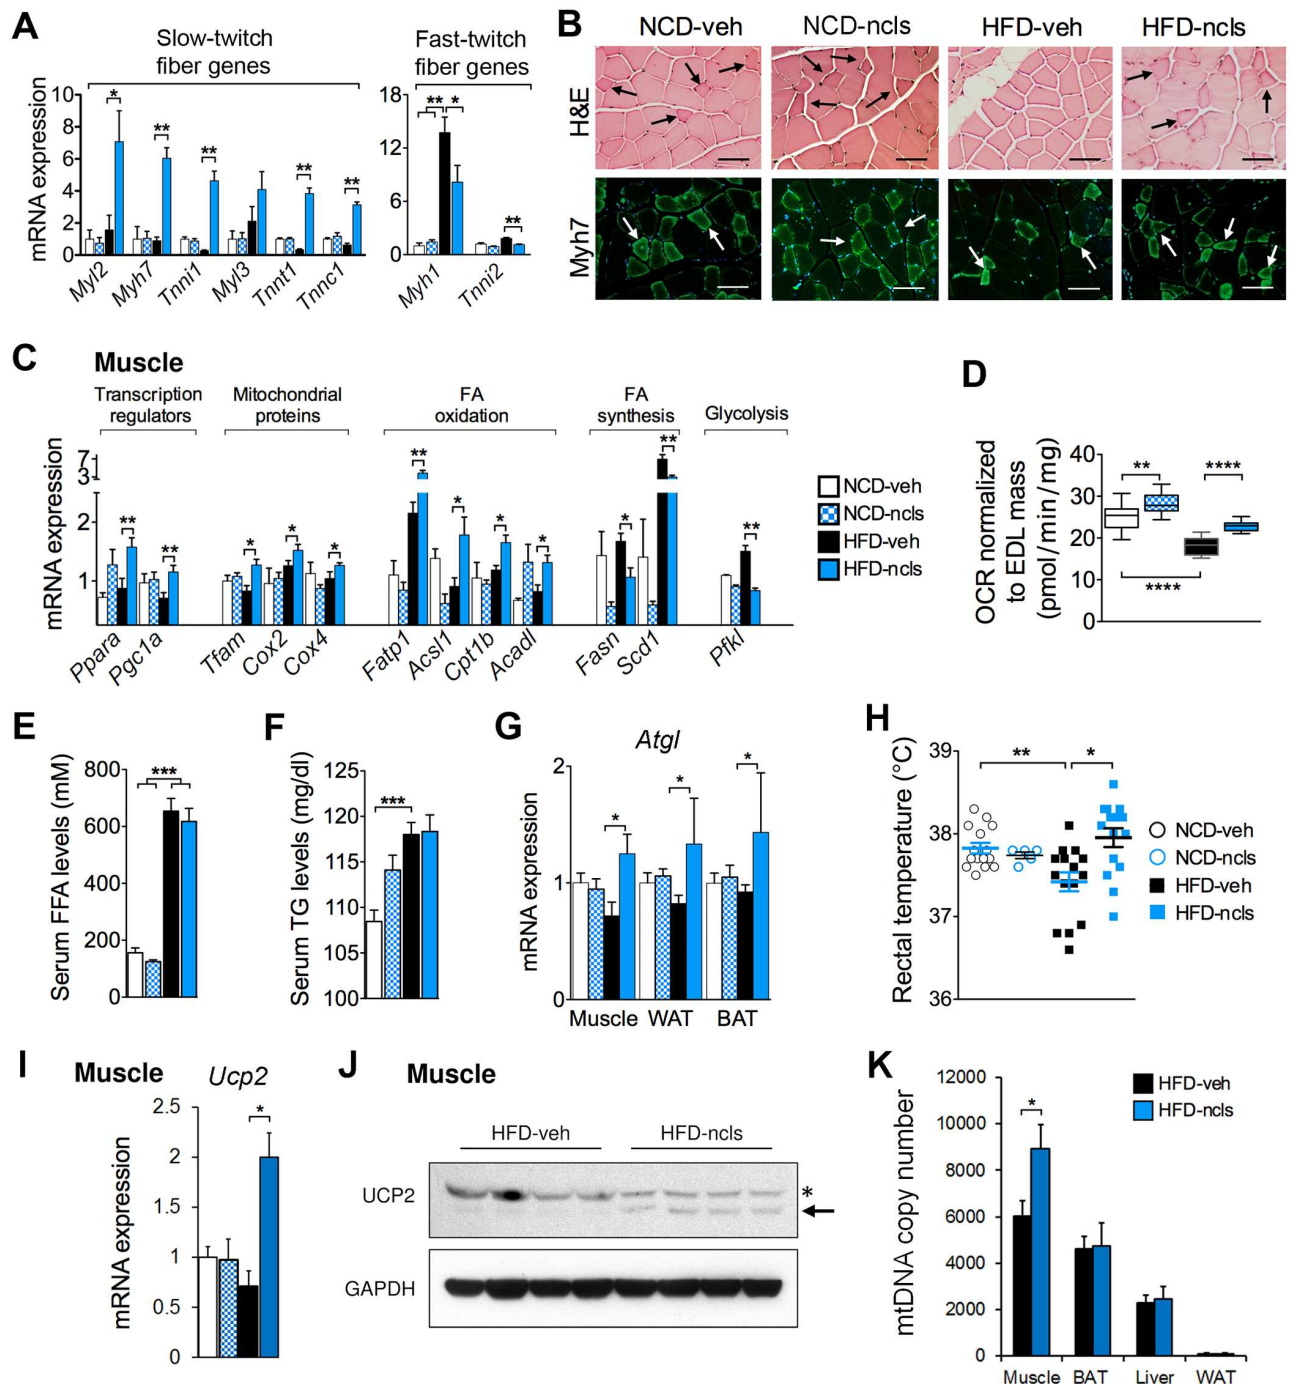 A
Slow-twitch
fiber genes
Fast-twitch
fiber genes
mRNA expression
10
8
6
4
2
0
* ** ** ** **
Myl2 Myh7 Tnni1 Myl3 Tnnt1 Tnnc1
18
12
6
0
** * **
Myh1 Tnni2
B
NCD-veh NCD-ncls HFD-veh HFD-ncls
H&E
Myh7
C
Muscle
Transcription
regulators
Mitochondrial
proteins
FA
oxidation
FA
synthesis
Glycolysis
mRNA expression
7
3
2
1
** ** * * * ** * * * * ** **
Ppara Pgc1a Tfam Cox2 Cox4 Fatp1 Acsl1 Cpt1b Acadl Fasn Scd1 Pfkl
NCD-veh
NCD-ncls
HFD-veh
HFD-ncls
D
OCR normalized
to EDL mass
(pmol/min/mg)
40
30
20
10
0
** ****
****
E
Serum FFA levels (mM)
800
600
400
200
0
***
F
Serum TG levels (mg/dl)
125
120
115
110
105
100
***
G
Atgl
mRNA expression
2
1
0
* * *
Muscle WAT BAT
H
Rectal temperature (°C)
39
38
37
36
** *
NCD-veh
NCD-ncls
HFD-veh
HFD-ncls
I
Muscle Ucp2
mRNA expression
2.5
2
1.5
1
0.5
0
*
J
Muscle
HFD-veh HFD-ncls
UCP2
*
GAPDH
K
mtDNA copy number
12000
10000
8000
6000
4000
2000
0
*
HFD-veh
HFD-ncls
Muscle BAT Liver WAT